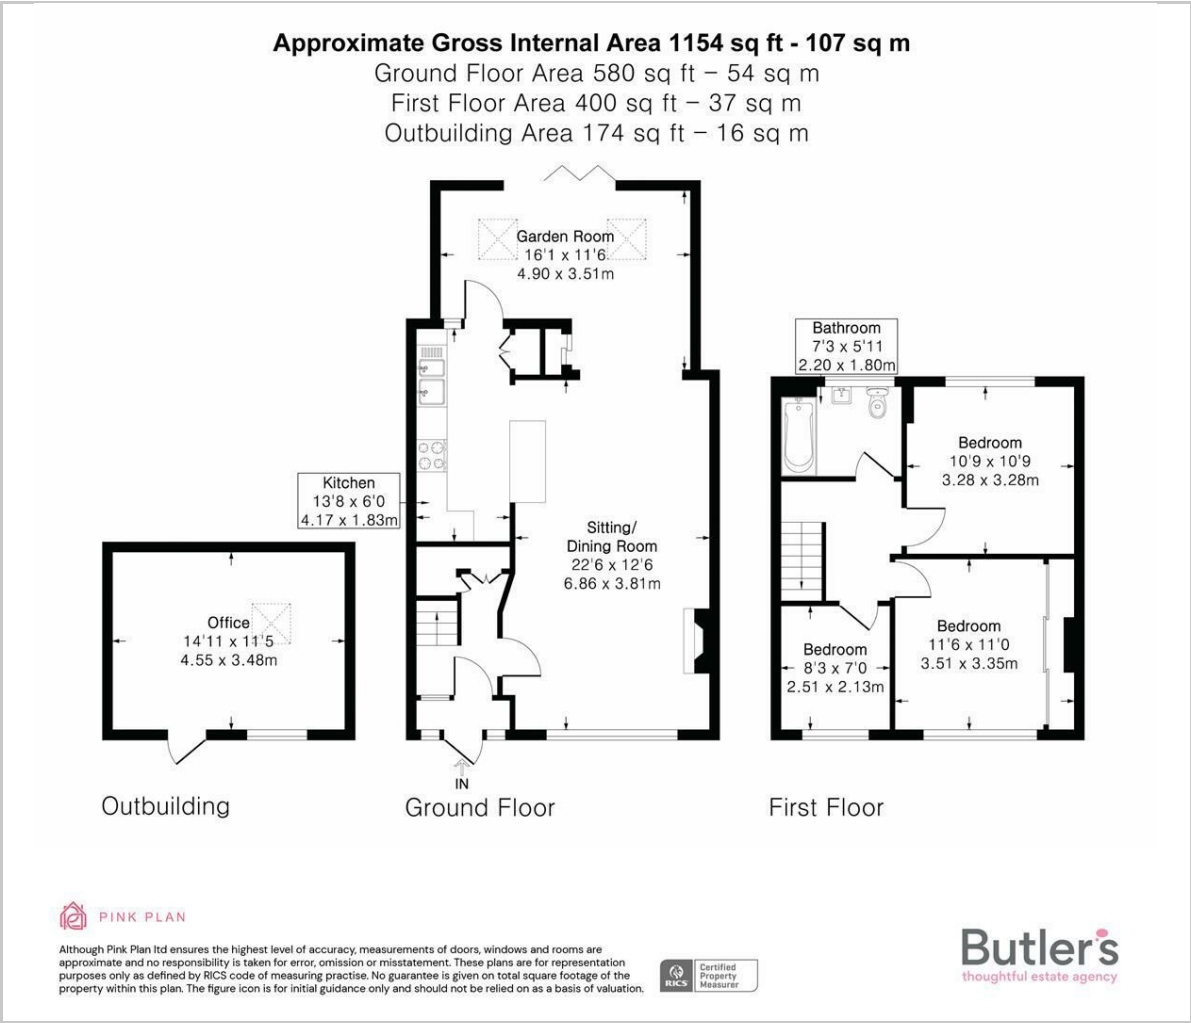 Approximate Gross Internal Area 1154 sq ft - 107 sq m
Ground Floor Area 580 sq ft – 54 sq m
First Floor Area 400 sq ft – 37 sq m
Outbuilding Area 174 sq ft – 16 sq m
Garden Room
16'1 x 11'6
4.90 x 3.51m
Bathroom
7'3 x 5'11
2.20 x 1.80m
Bedroom
10'9 x 10'9
3.28 x 3.28m
Kitchen
13'8 x 6'0
4.17 x 1.83m
Sitting/
Dining Room
22'6 x 12'6
6.86 x 3.81m
Office
14'11 x 11'5
4.55 x 3.48m
Bedroom
11'6 x 11'0
3.51 x 3.35m
Bedroom
8'3 x 7'0
2.51 x 2.13m
IN
Outbuilding
Ground Floor
First Floor
PINK PLAN
Although Pink Plan ltd ensures the highest level of accuracy, measurements of doors, windows and rooms are
approximate and no responsibility is taken for error, omission or misstatement. These plans are for representation
purposes only as defined by RICS code of measuring practise. No guarantee is given on total square footage of the
property within this plan. The figure icon is for initial guidance only and should not be relied on as a basis of valuation.
RICS
Certified
Property
Measurer
Butler's
thoughtful estate agency